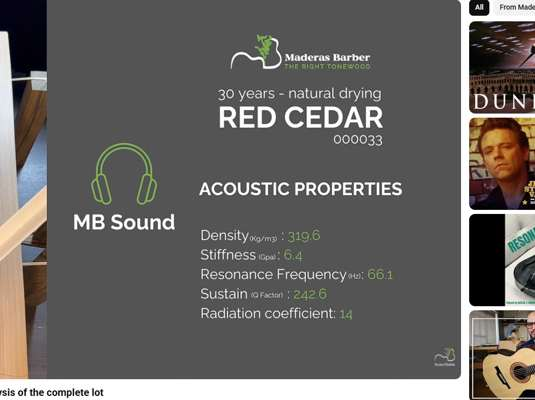 All
From Made
Maderas Barber
THE RIGHT TONEWOOD
30 years - natural drying
RED CEDAR
000033
ACOUSTIC PROPERTIES
MB Sound
Density (Kg/m3) : 319.6
Stiffness (Gpa) : 6.4
Resonance Frequency (Hz): 66.1
Sustain (Q Factor) : 242.6
Radiation coefficient: 14
DUN
RESON
ysis of the complete lot